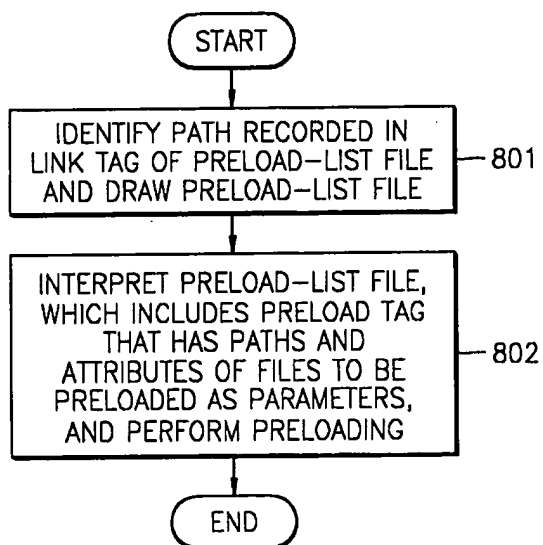 START
IDENTIFY PATH RECORDED IN
LINK TAG OF PRELOAD-LIST FILE
AND DRAW PRELOAD-LIST FILE
801
INTERPRET PRELOAD-LIST FILE,
WHICH INCLUDES PRELOAD TAG
THAT HAS PATHS AND
ATTRIBUTES OF FILES TO BE
PRELOADED AS PARAMETERS,
AND PERFORM PRELOADING
802
END